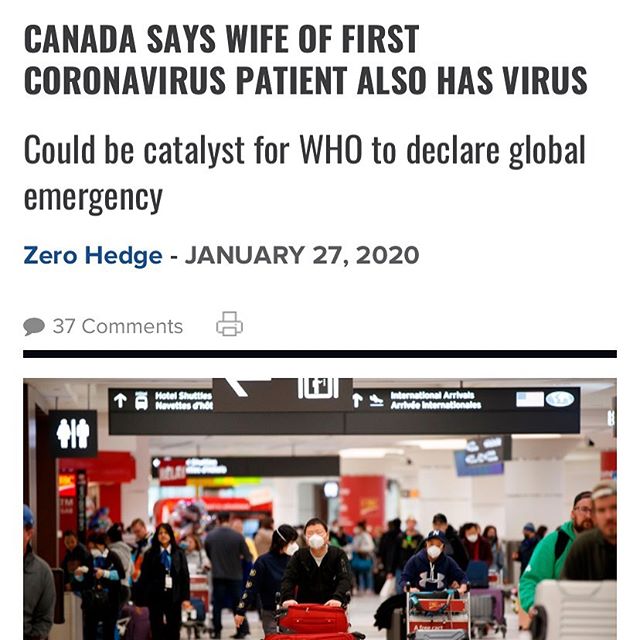 CANADA SAYS WIFE OF FIRST
CORONAVIRUS PATIENT ALSO HAS VIRUS
Could be catalyst for WHO to declare global
emergency
Zero Hedge - JANUARY 27, 2020
37 Comments
Hotel Shuttles
Navettes d'hôt
International Arrivals
Arrivée internationales